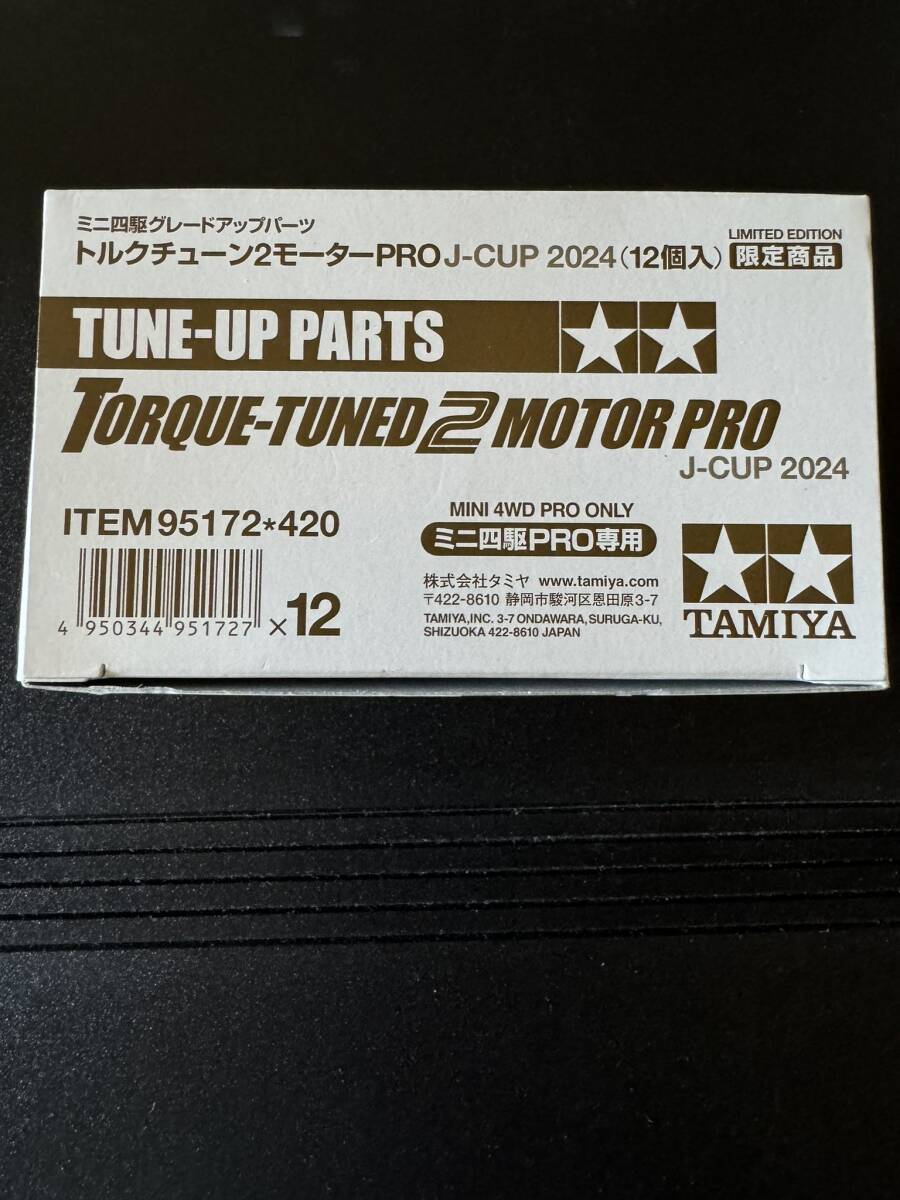 ミニ四駆グレードアップパーツ
トルクチューン2モーターPRO J-CUP 2024(12個入)
LIMITED EDITION
限定商品
TUNE-UP PARTS
TORQUE-TUNED 2 MOTOR PRO
J-CUP 2024
ITEM 95172*420
MINI 4WD PRO ONLY
ミニ四駆PRO専用
株式会社タミヤ www.tamiya.com
〒422-8610 静岡市駿河区恩田原3-7
TAMIYA,INC. 3-7 ONDAWARA, SURUGA-KU,
SHIZUOKA 422-8610 JAPAN
4 950344 951727 ×12
TAMIYA